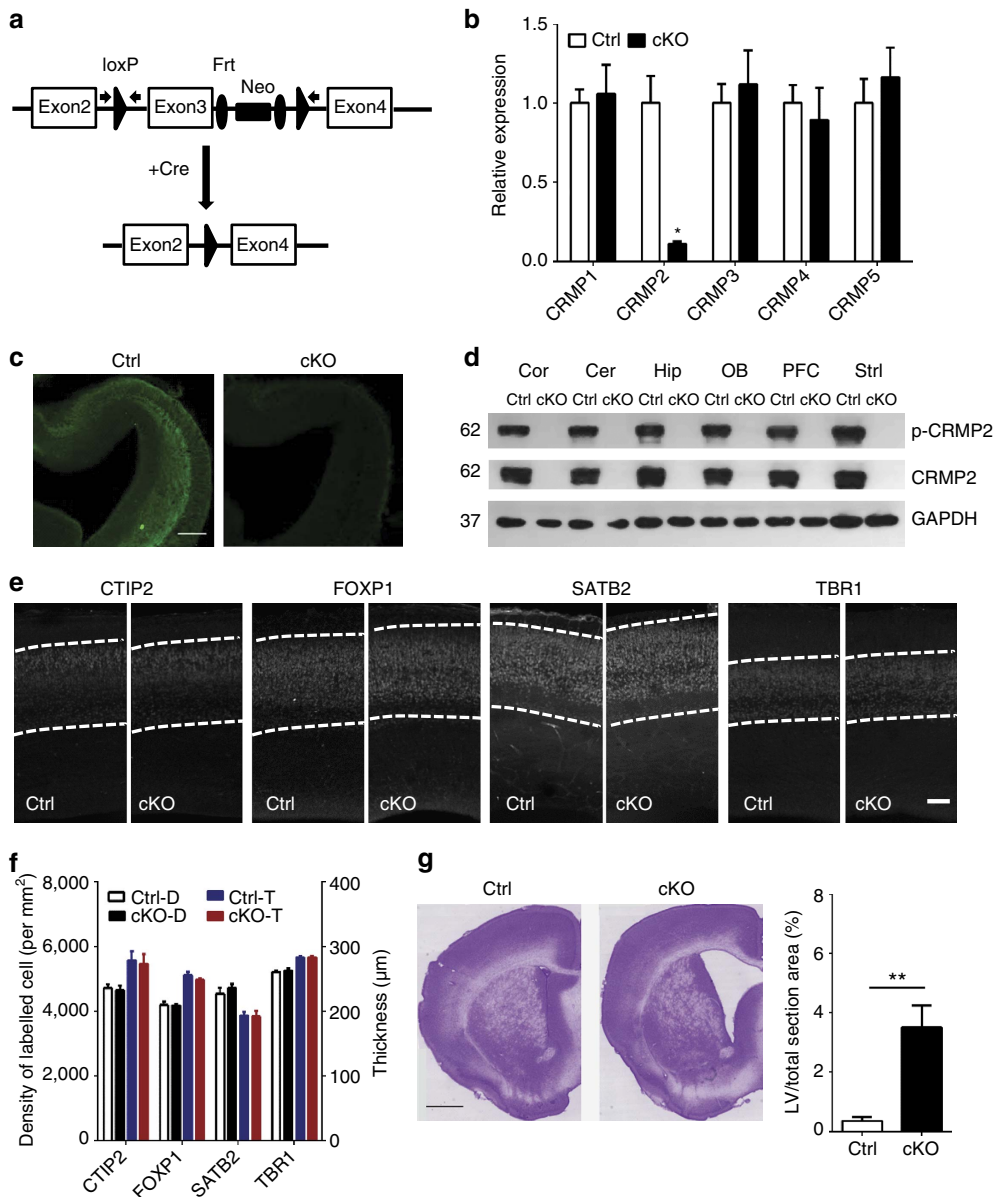 a
loxP
Frt
Neo
Exon2
Exon3
Exon4
+Cre
Exon2
Exon4
b
1.5
1.0
0.5
0.0
Relative expression
Ctrl
cKO
*
CRMP1
CRMP2
CRMP3
CRMP4
CRMP5
c
Ctrl
cKO
d
Cor Cer Hip OB PFC Strl
Ctrl cKO Ctrl cKO Ctrl cKO Ctrl cKO Ctrl cKO Ctrl cKO
62 p-CRMP2
62 CRMP2
37 GAPDH
e
CTIP2 FOXP1 SATB2 TBR1
Ctrl cKO Ctrl cKO Ctrl cKO Ctrl cKO
f
Density of labelled cell (per mm²)
8,000
6,000
4,000
2,000
0
Ctrl-D Ctrl-T
cKO-D cKO-T
400
300
200
100
0
Thickness (μm)
CTIP2
FOXP1
SATB2
TBR1
g
Ctrl
cKO
LV/total section area (%)
8
6
4
2
0
**
Ctrl
cKO